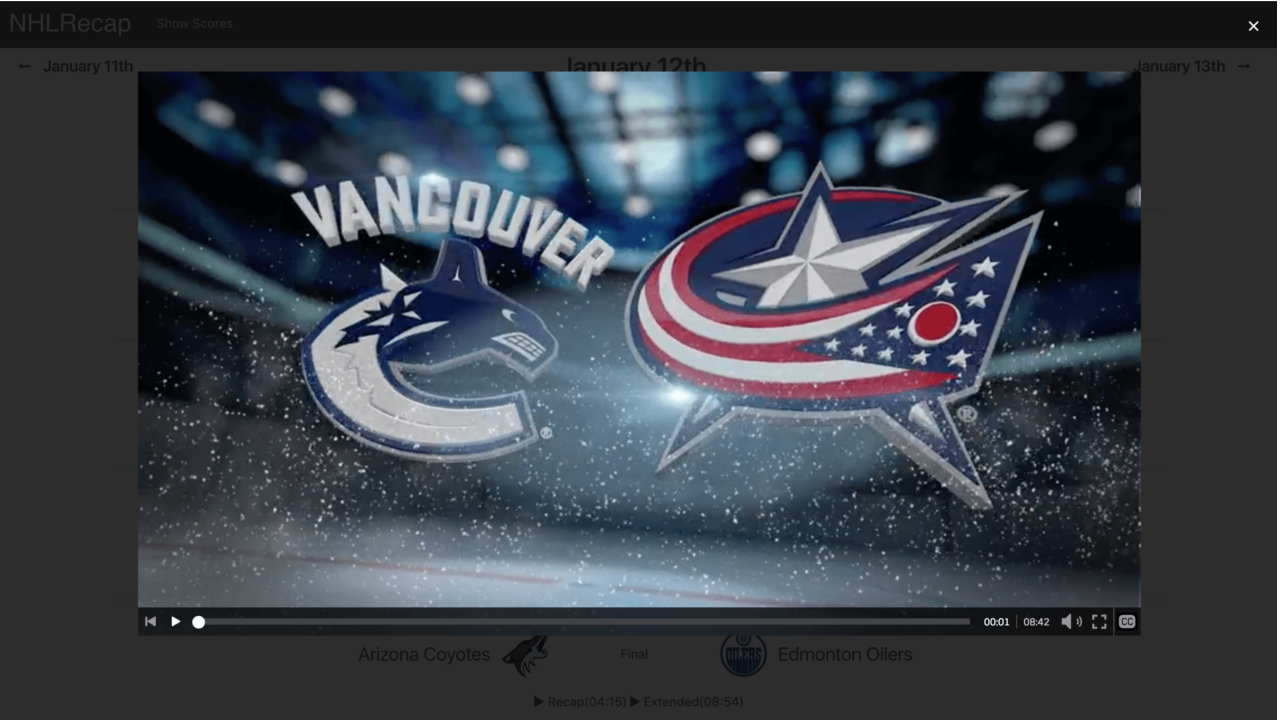 NHLRecap Show Scores
← January 11th January 12th January 13th →
VANCOUVER
®
®
00:01 08:42 CC
Arizona Coyotes Final OILERS Edmonton Oilers
Recap(04:15) Extended(08:54)